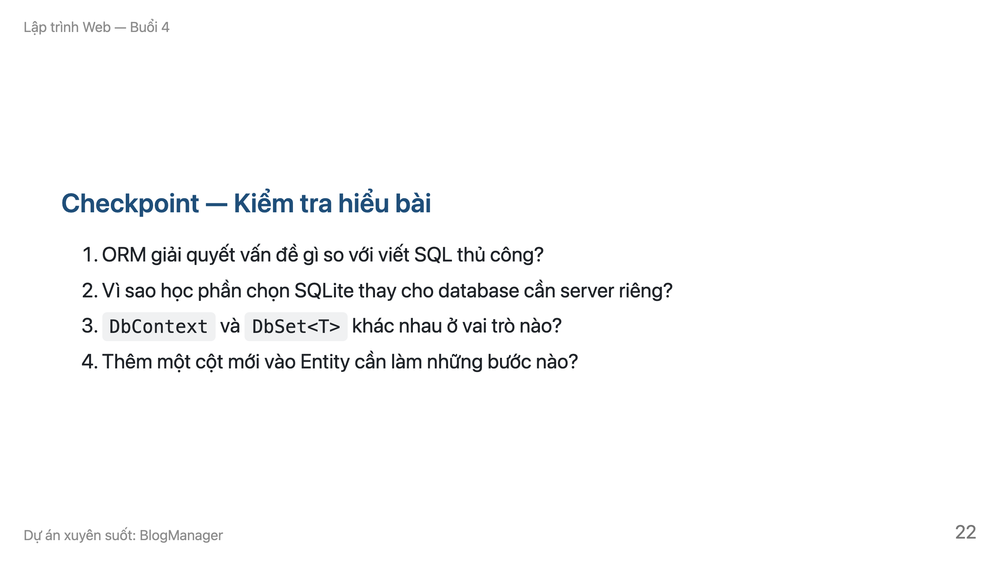 Lập trình Web — Buổi 4
Checkpoint — Kiểm tra hiểu bài
1. ORM giải quyết vấn đề gì so với viết SQL thủ công?
2. Vì sao học phần chọn SQLite thay cho database cần server riêng?
3. DbContext và DbSet<T> khác nhau ở vai trò nào?
4. Thêm một cột mới vào Entity cần làm những bước nào?
Dự án xuyên suốt: BlogManager
22